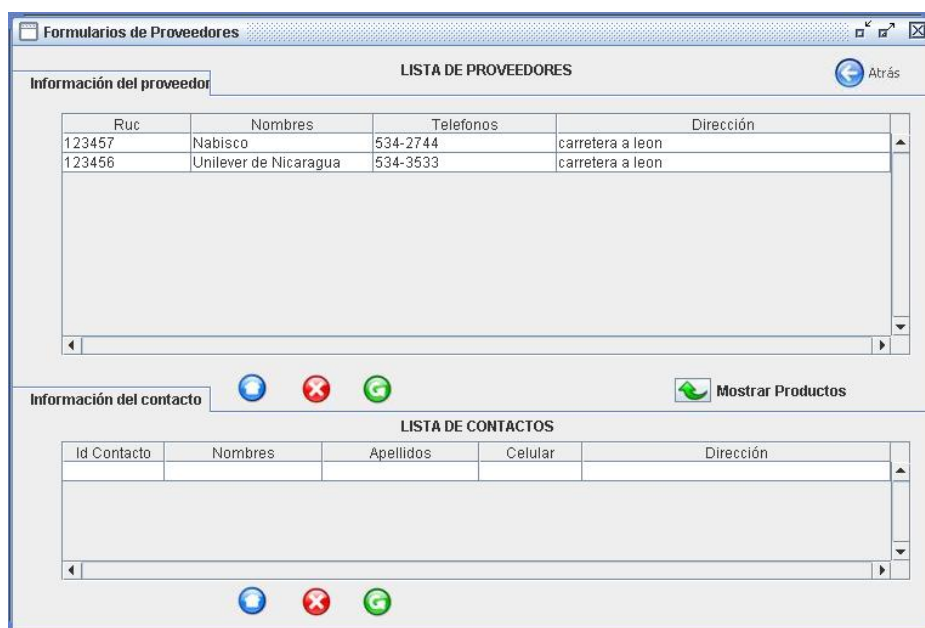 Formularios de Proveedores
LISTA DE PROVEEDORES
Atrás
Información del proveedor
Ruc Nombres Telefonos Dirección
123457 Nabisco 534-2744 carretera a leon
123456 Unilever de Nicaragua 534-3533 carretera a leon
Mostrar Productos
Información del contacto
LISTA DE CONTACTOS
Id Contacto Nombres Apellidos Celular Dirección